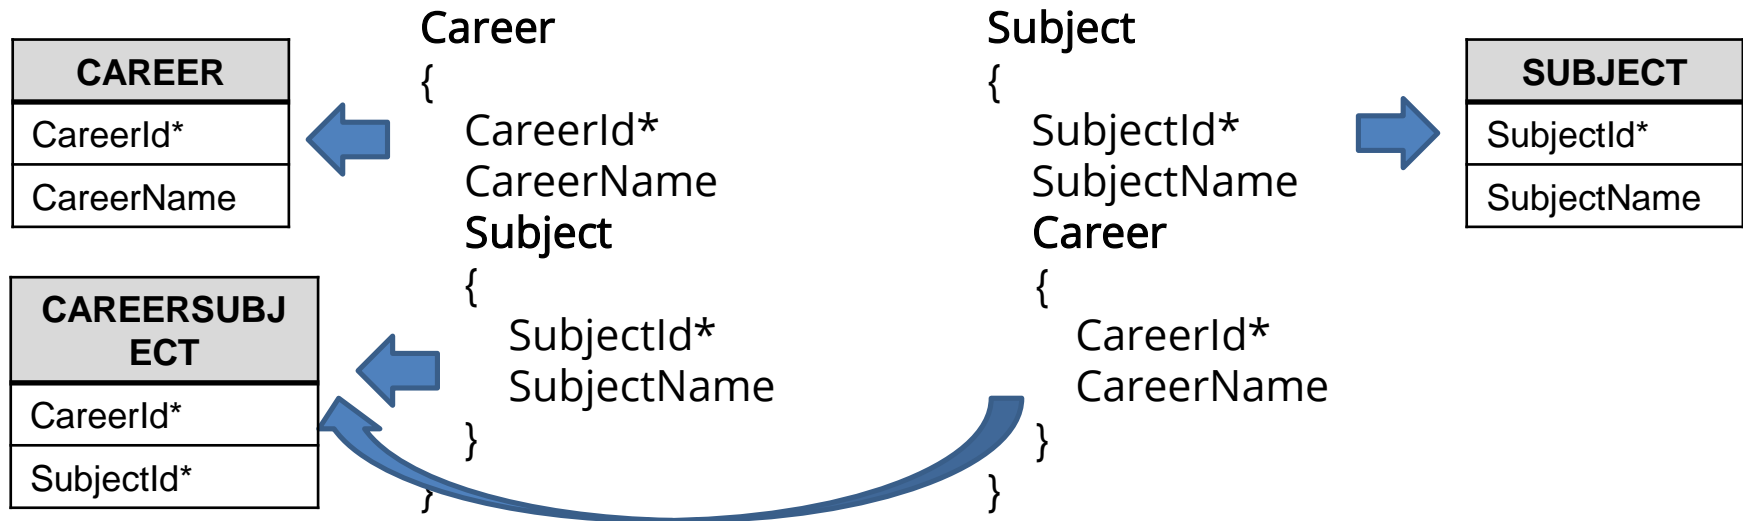 CAREER
CareerId*
CareerName
CAREERSUBJ
ECT
CareerId*
SubjectId*
Career
{
CareerId*
CareerName
Subject
{
SubjectId*
SubjectName
}
}
Subject
{
SubjectId*
SubjectName
Career
{
CareerId*
CareerName
}
}
SUBJECT
SubjectId*
SubjectName